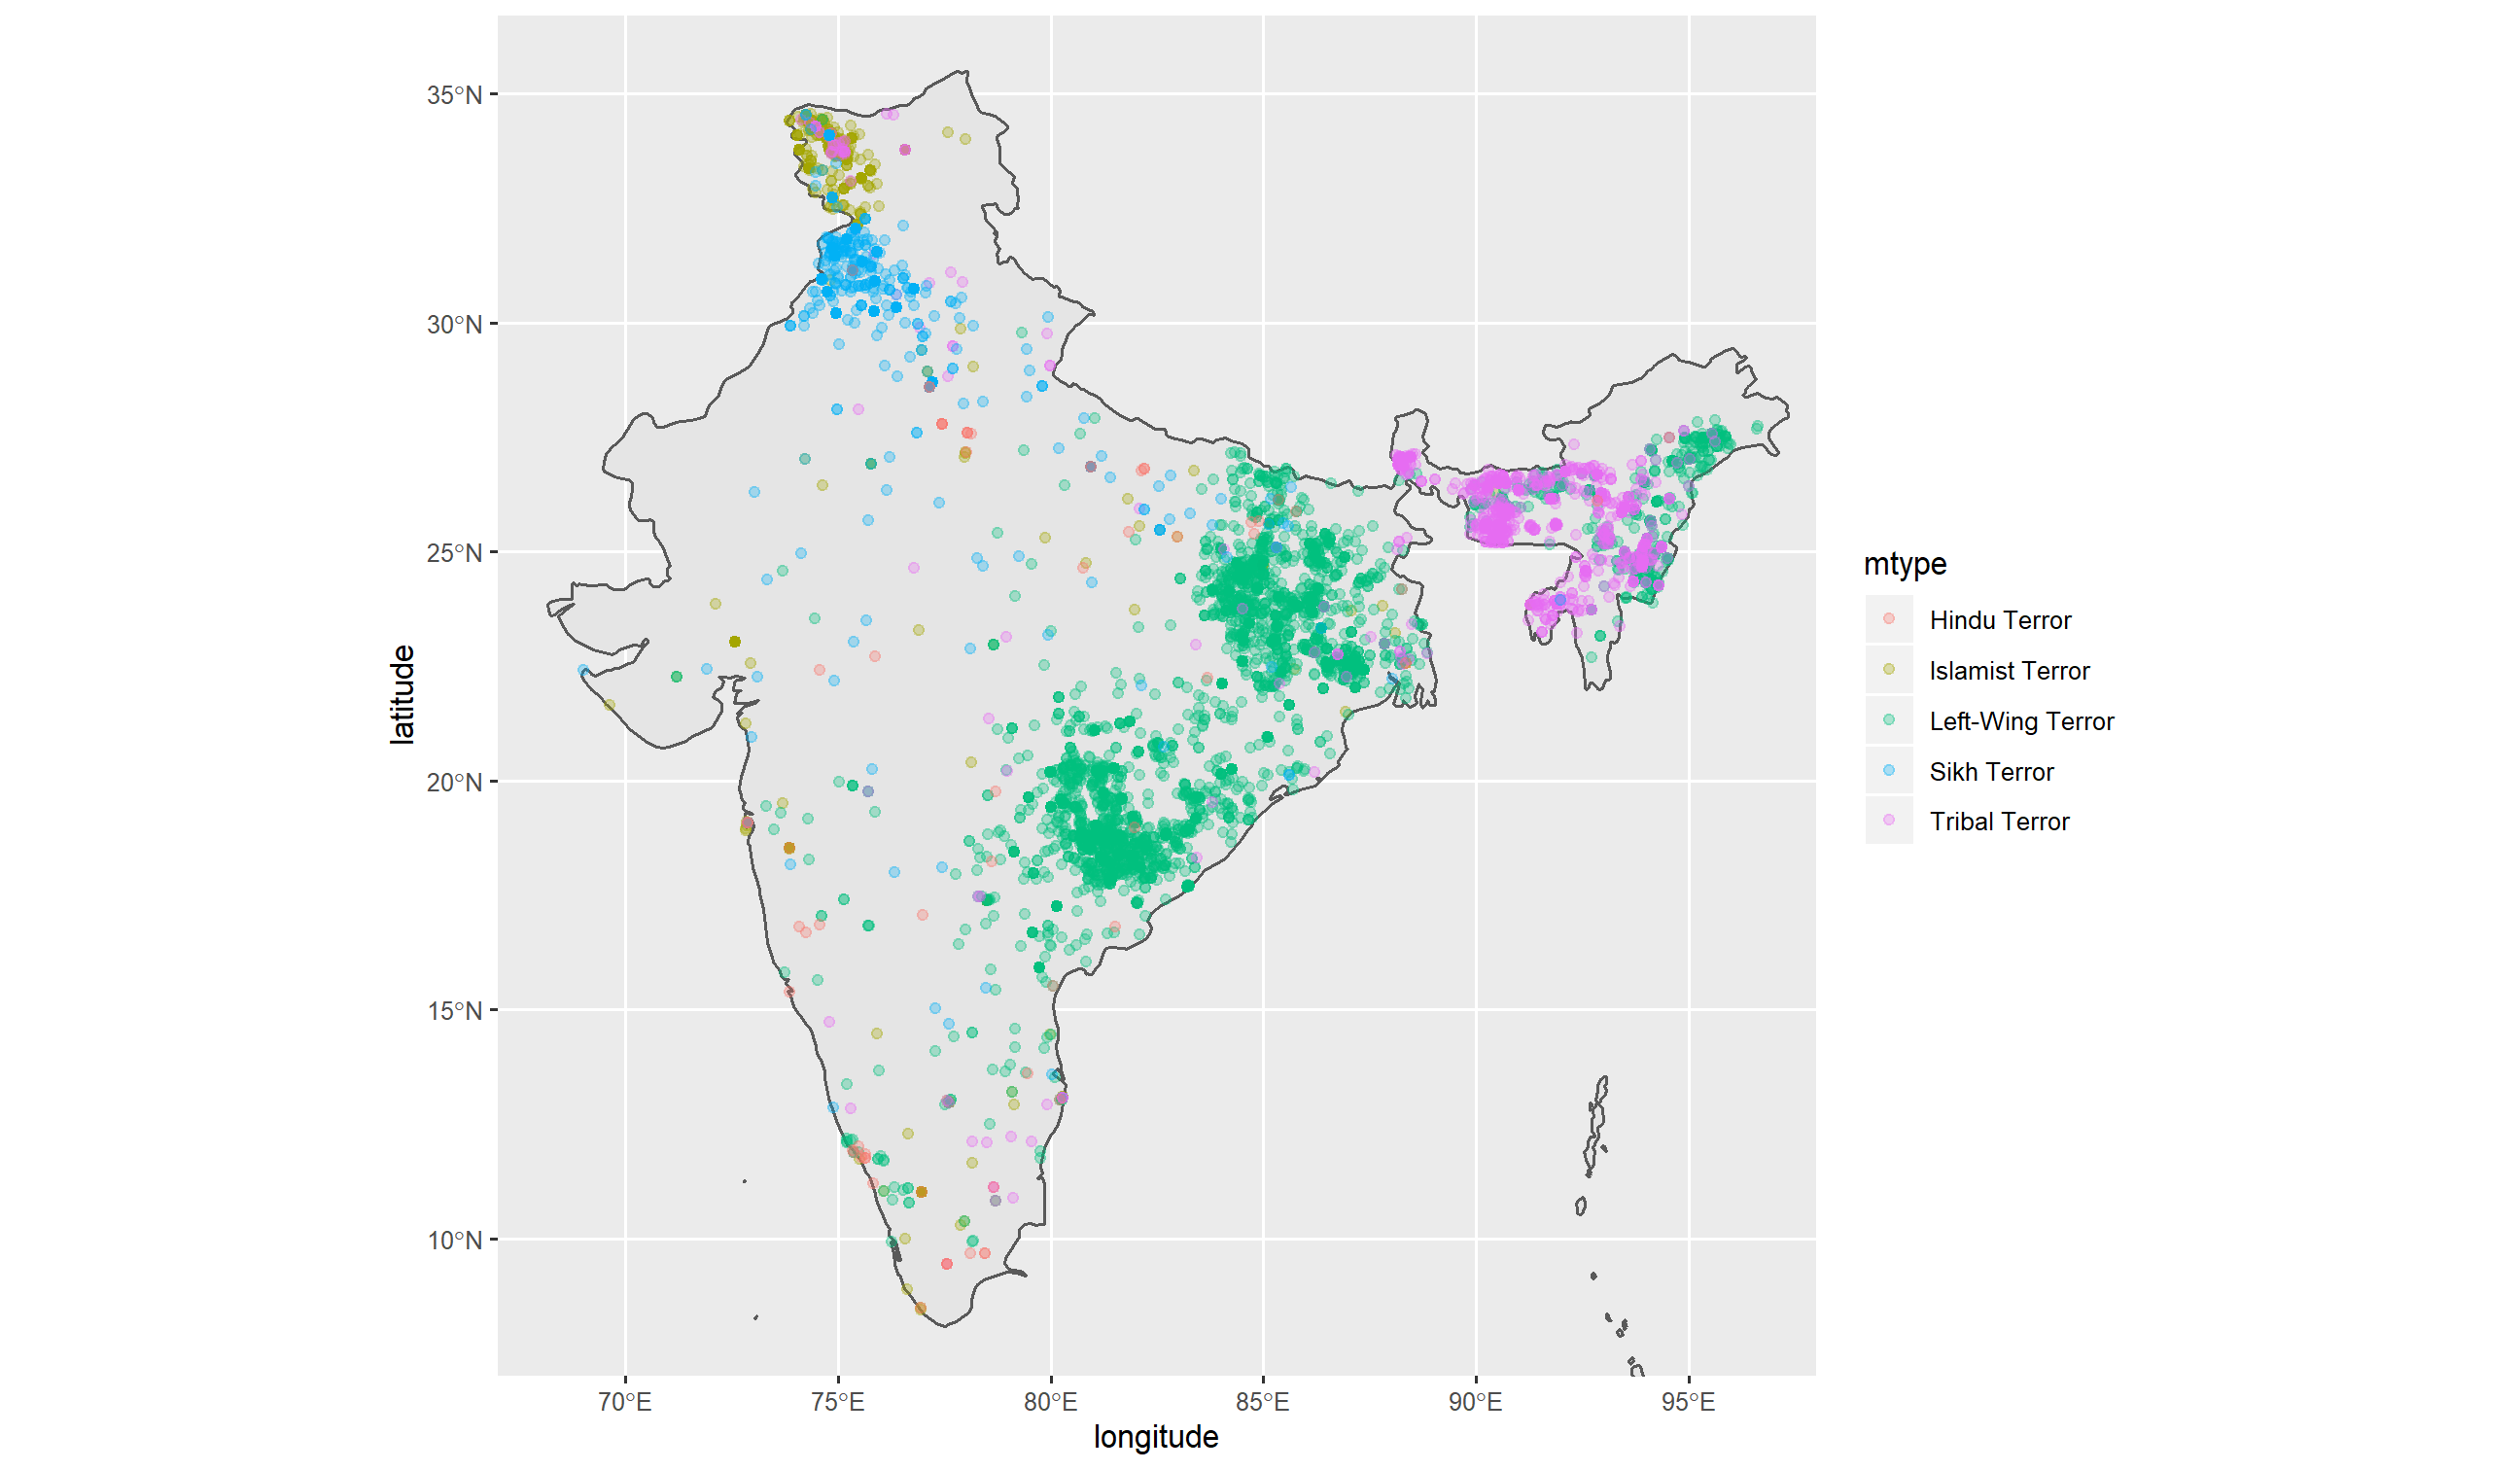 35°N
30°N
25°N
20°N
15°N
10°N
latitude
70°E
75°E
80°E
85°E
90°E
95°E
longitude
mtype
Hindu Terror
Islamist Terror
Left-Wing Terror
Sikh Terror
Tribal Terror